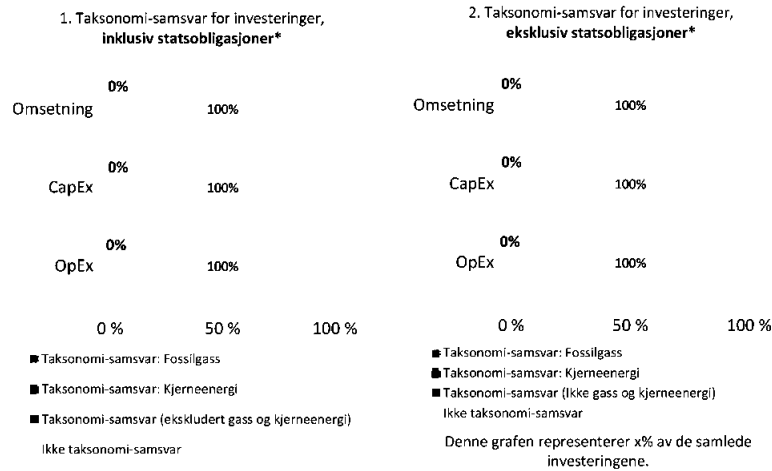 1. Taksonomi-samsvar for investeringer,
inklusiv statsobligasjoner*
0%
Omsetning
100%
0%
CapEx
100%
0%
OpEx
100%
0 %
50 %
100 %
Taksonomi-samsvar: Fossilgass
Taksonomi-samsvar: Kjerneenergi
Taksonomi-samsvar (ekskludert gass og kjerneenergi)
Ikke taksonomi-samsvar
2. Taksonomi-samsvar for investeringer,
eksklusiv statsobligasjoner*
0%
Omsetning
100%
0%
CapEx
100%
0%
OpEx
100%
0 %
50 %
100 %
Taksonomi-samsvar: Fossilgass
Taksonomi-samsvar: Kjerneenergi
Taksonomi-samsvar (Ikke gass og kjerneenergi)
Ikke taksonomi-samsvar
Denne grafen representerer x% av de samlede
investeringene.